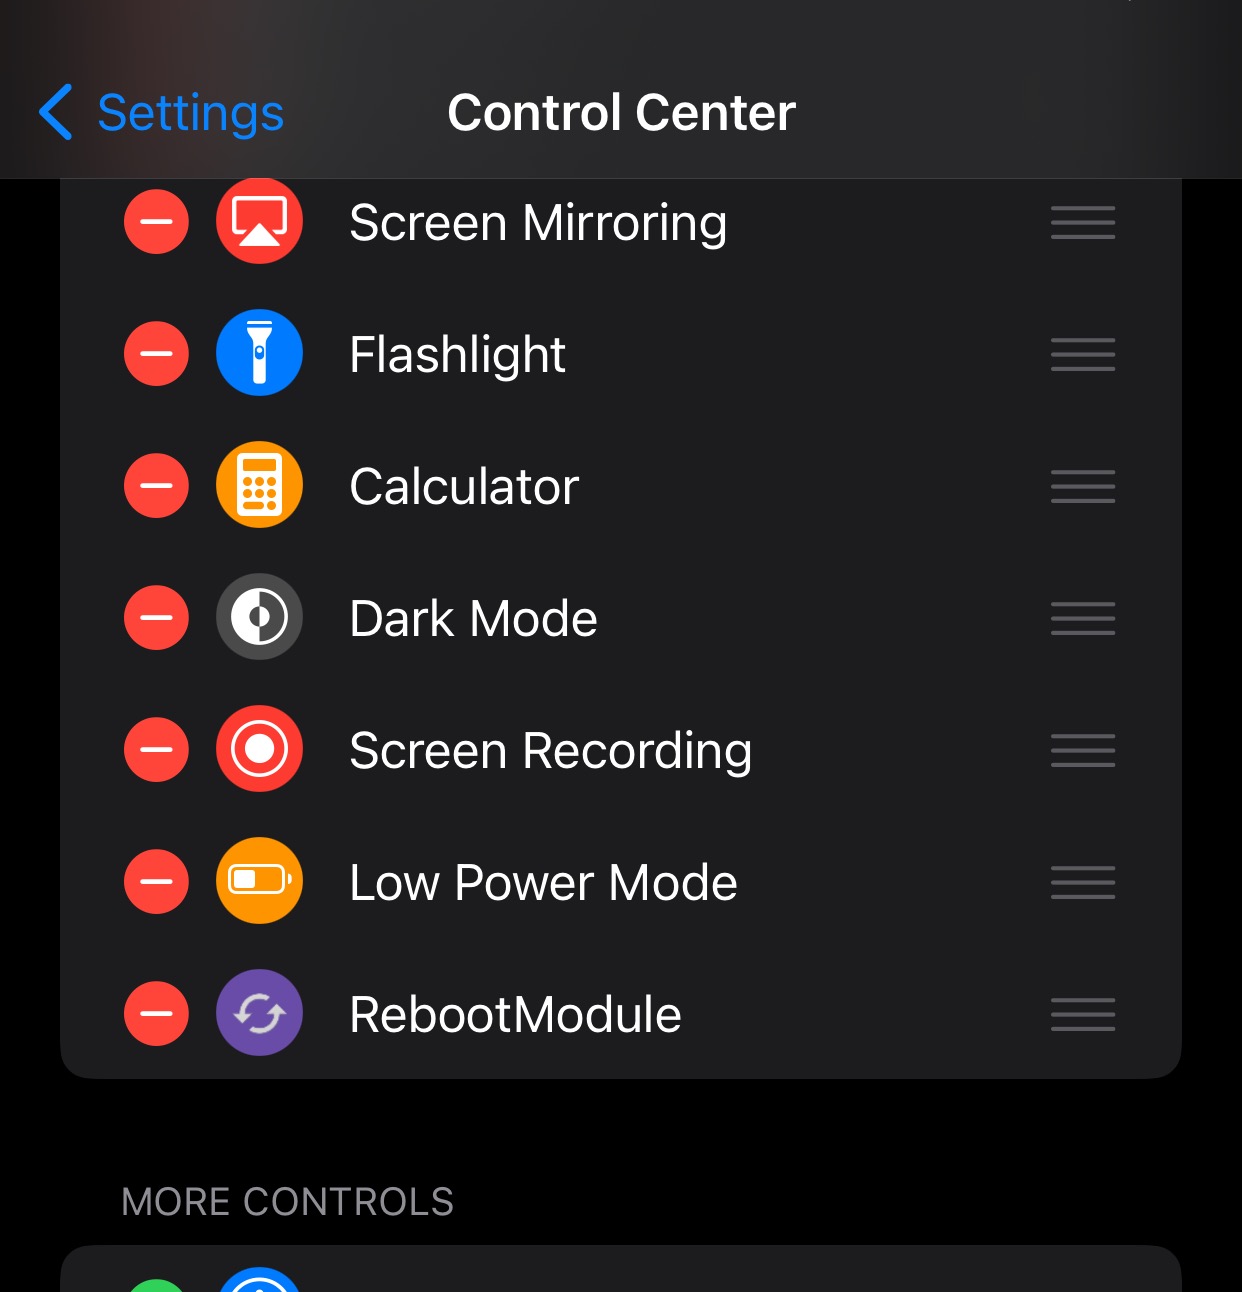 Settings
Control Center
Screen Mirroring
Flashlight
Calculator
Dark Mode
Screen Recording
Low Power Mode
RebootModule
MORE CONTROLS